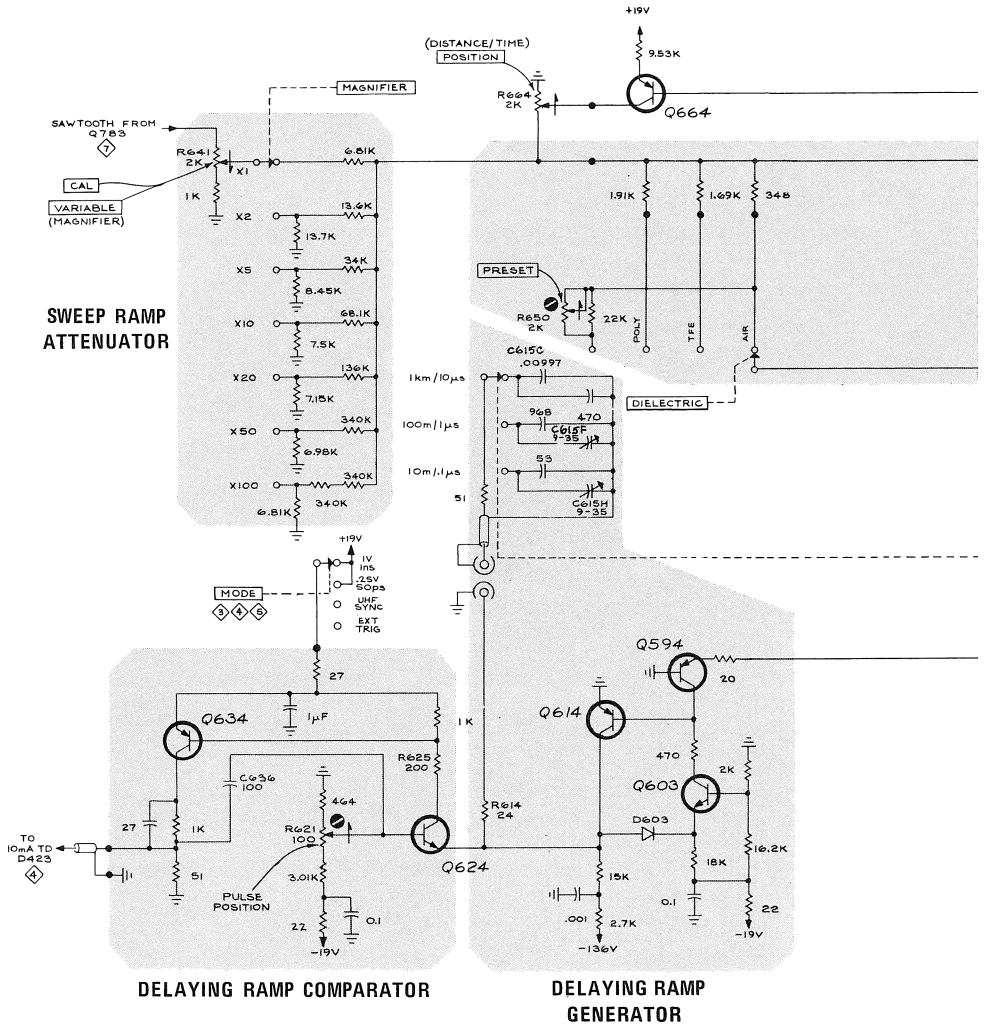 +19V
9.53K
(DISTANCE/TIME)
POSITION
R664
2K
Q664
MAGNIFIER
SAWTOOTH FROM
Q783
7
R641
2K
X1
6.81K
CAL
VARIABLE
(MAGNIFIER)
1K
X2
13.6K
13.7K
X5
34K
8.45K
X10
68.1K
7.5K
X20
136K
7.15K
X50
340K
6.98K
X100
340K
340K
6.81K
SWEEP RAMP
ATTENUATOR
1.91K
1.69K
348
PRESET
R650
2K
22K
POLY
TFE
AIR
DIELECTRIC
C615C
.00997
1km/10µs
968
470
100m/1µs
C615F
9-35
53
10m/.1µs
C615H
9-35
51
+19V
1V
1ns
.25V
50ps
UHF
SYNC
EXT
TRIG
MODE
3 4 5
27
1µF
Q634
1K
R625
200
C636
100
464
R621
100
27
1K
51
TO
10mA TD
D423
4
PULSE
POSITION
3.01K
22
0.1
-19V
Q624
R614
24
Q594
20
Q614
470
2K
Q603
D603
18K
16.2K
15K
.001
2.7K
0.1
22
-136V
-19V
DELAYING RAMP COMPARATOR
DELAYING RAMP
GENERATOR